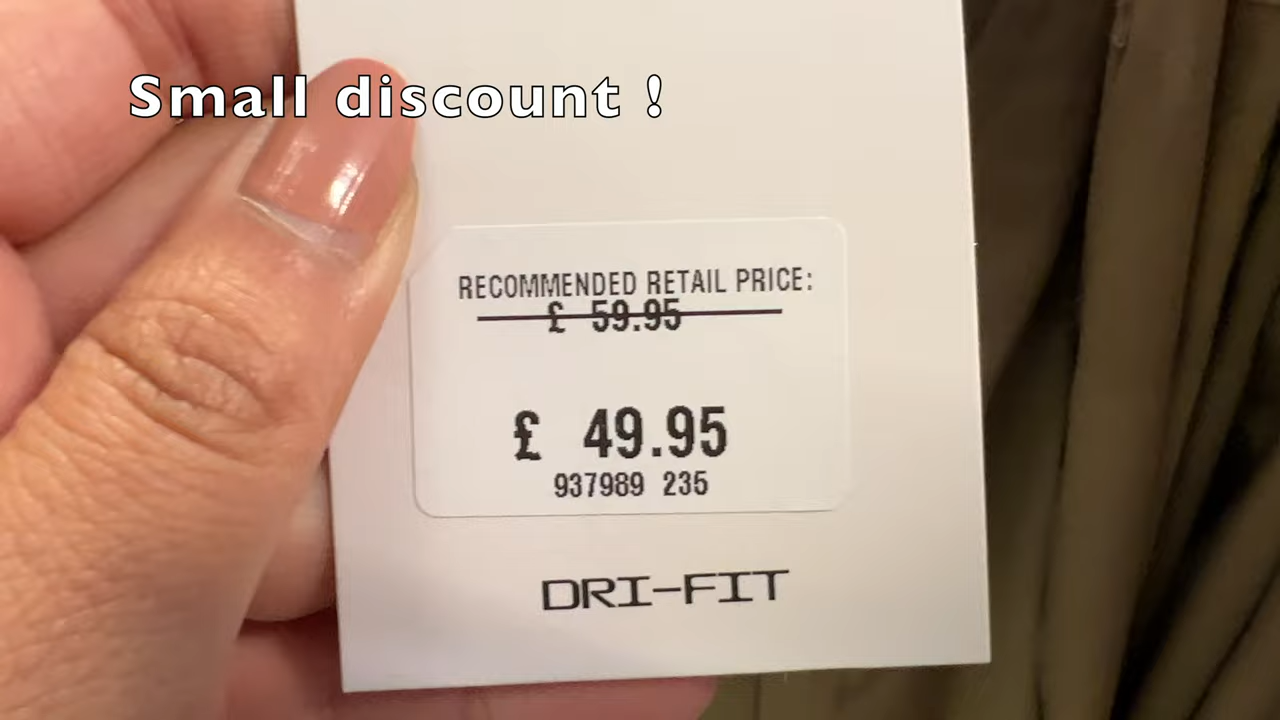 Small discount !
RECOMMENDED RETAIL PRICE:
£ 59.95
£ 49.95
937989 235
DRI-FIT